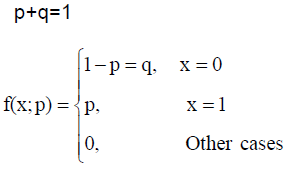 p+q=1
1−p=q, x=0
f(x;p)= p, x=1
0, Other cases